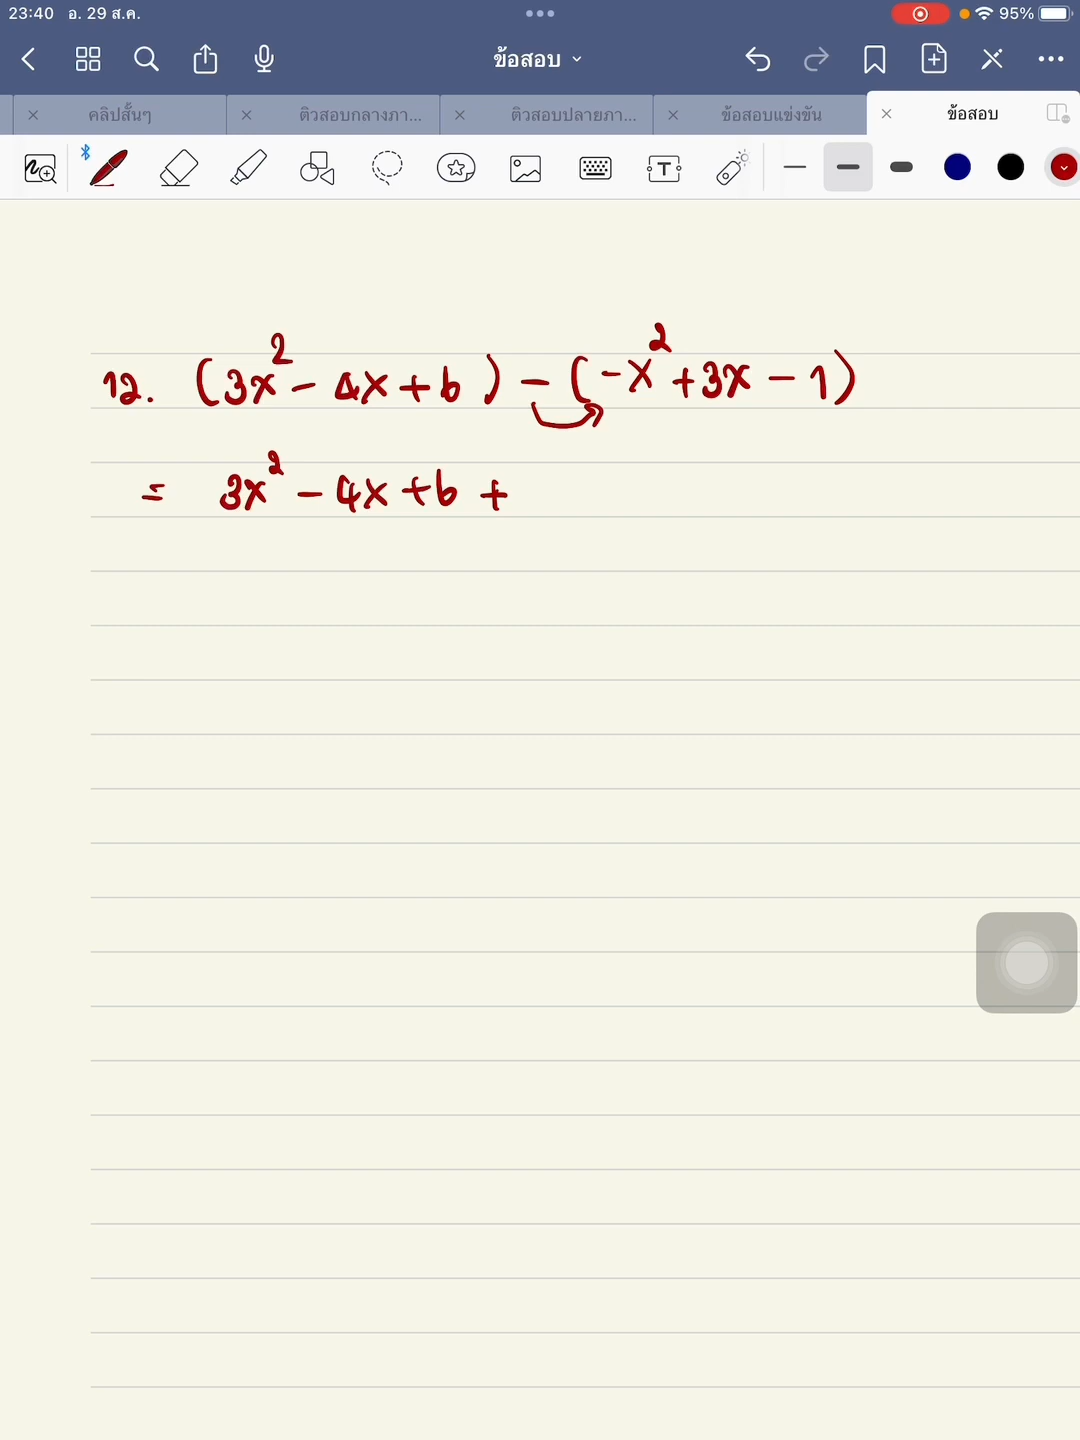 23:40 อ. 29 ส.ค. 95%
ข้อสอบ
คลิปสั้นๆ ติวสอบกลางภา... ติวสอบปลายภา... ข้อสอบแข่งขัน ข้อสอบ
T
12. (3x² - 4x + 6) - (-x² + 3x - 1)
= 3x² - 4x + 6 +